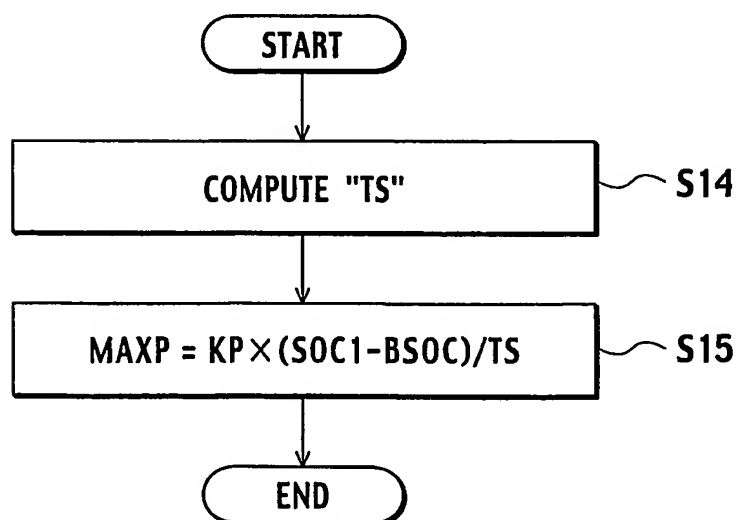 START
COMPUTE "TS"
S14
MAXP = KP×(SOC1-BSOC)/TS
S15
END